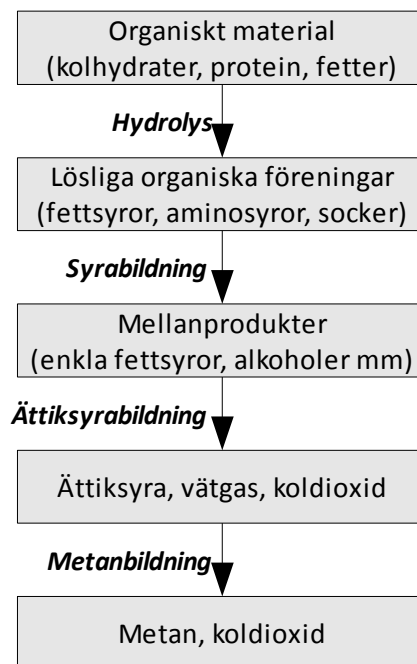 Organiskt material
(kolhydrater, protein, fetter)
Hydrolys
Lösliga organiska föreningar
(fettsyror, aminosyror, socker)
Syrabildning
Mellanprodukter
(enkla fettsyror, alkoholer mm)
Ättiksyrabildning
Ättiksyra, vätgas, koldioxid
Metanbildning
Metan, koldioxid